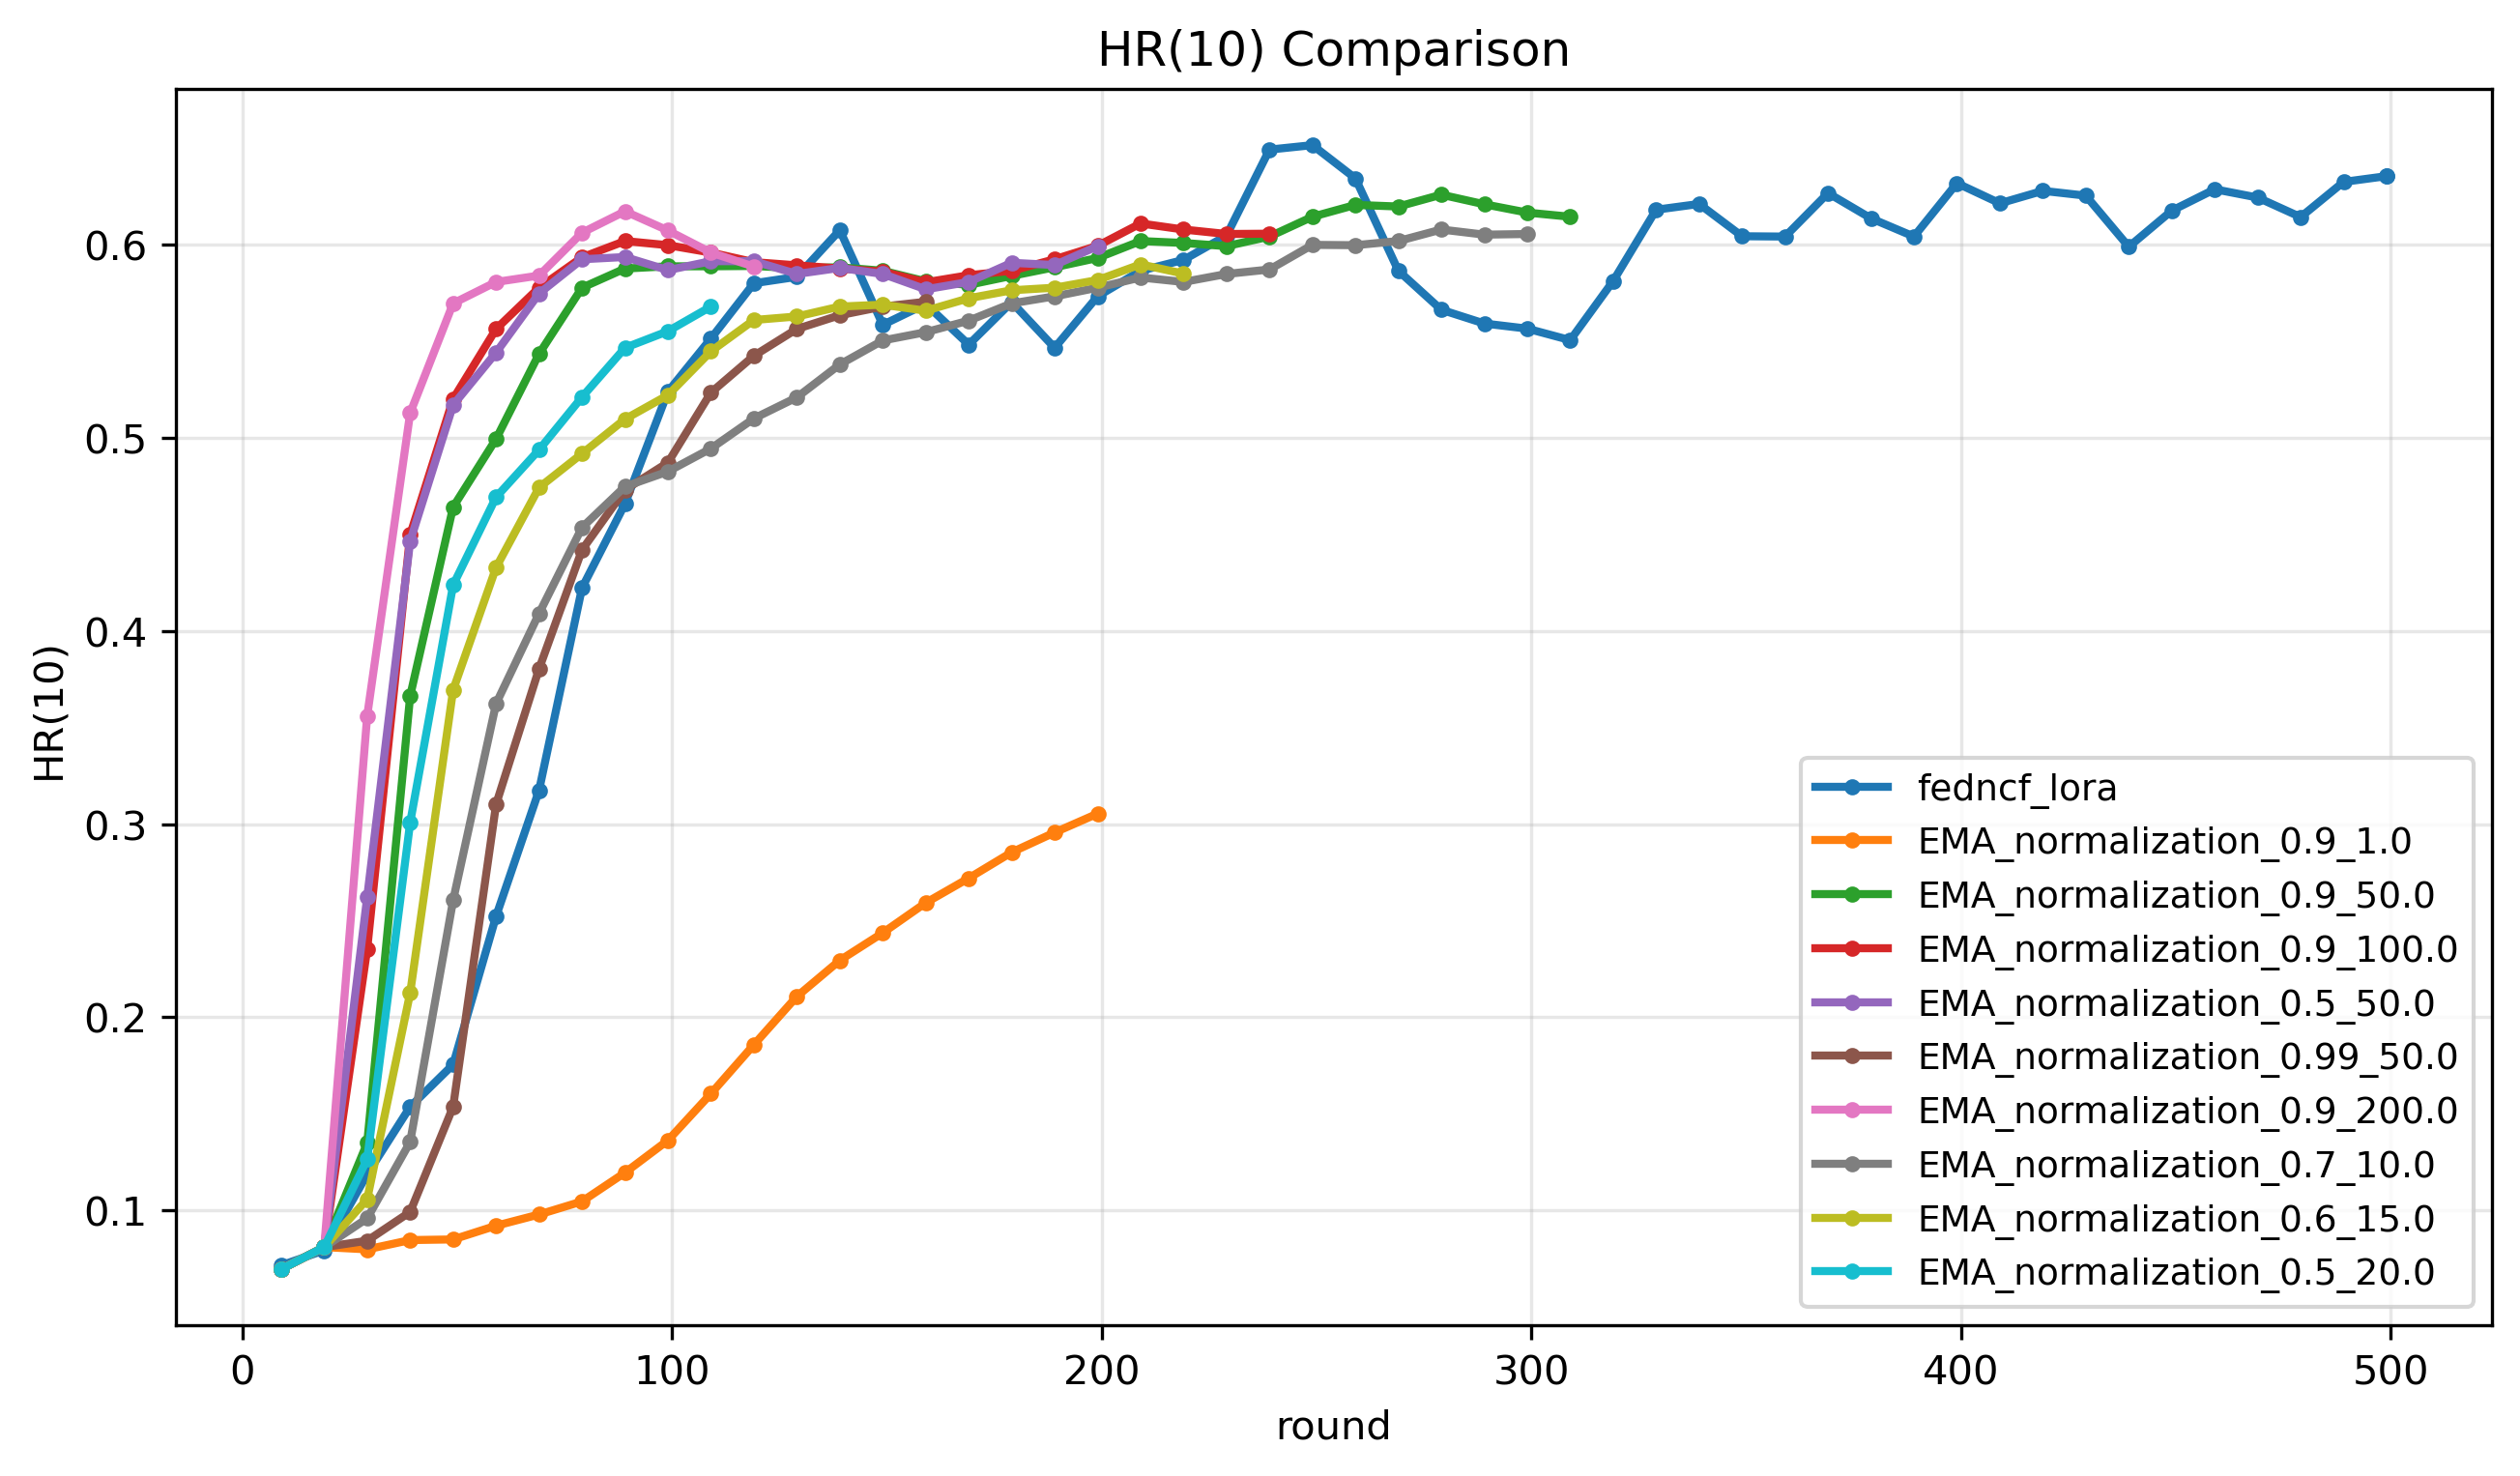 HR(10) Comparison
HR(10)
0.6
0.5
0.4
0.3
0.2
0.1
0
100
200
300
400
500
round
fedncf_lora
EMA_normalization_0.9_1.0
EMA_normalization_0.9_50.0
EMA_normalization_0.9_100.0
EMA_normalization_0.5_50.0
EMA_normalization_0.99_50.0
EMA_normalization_0.9_200.0
EMA_normalization_0.7_10.0
EMA_normalization_0.6_15.0
EMA_normalization_0.5_20.0